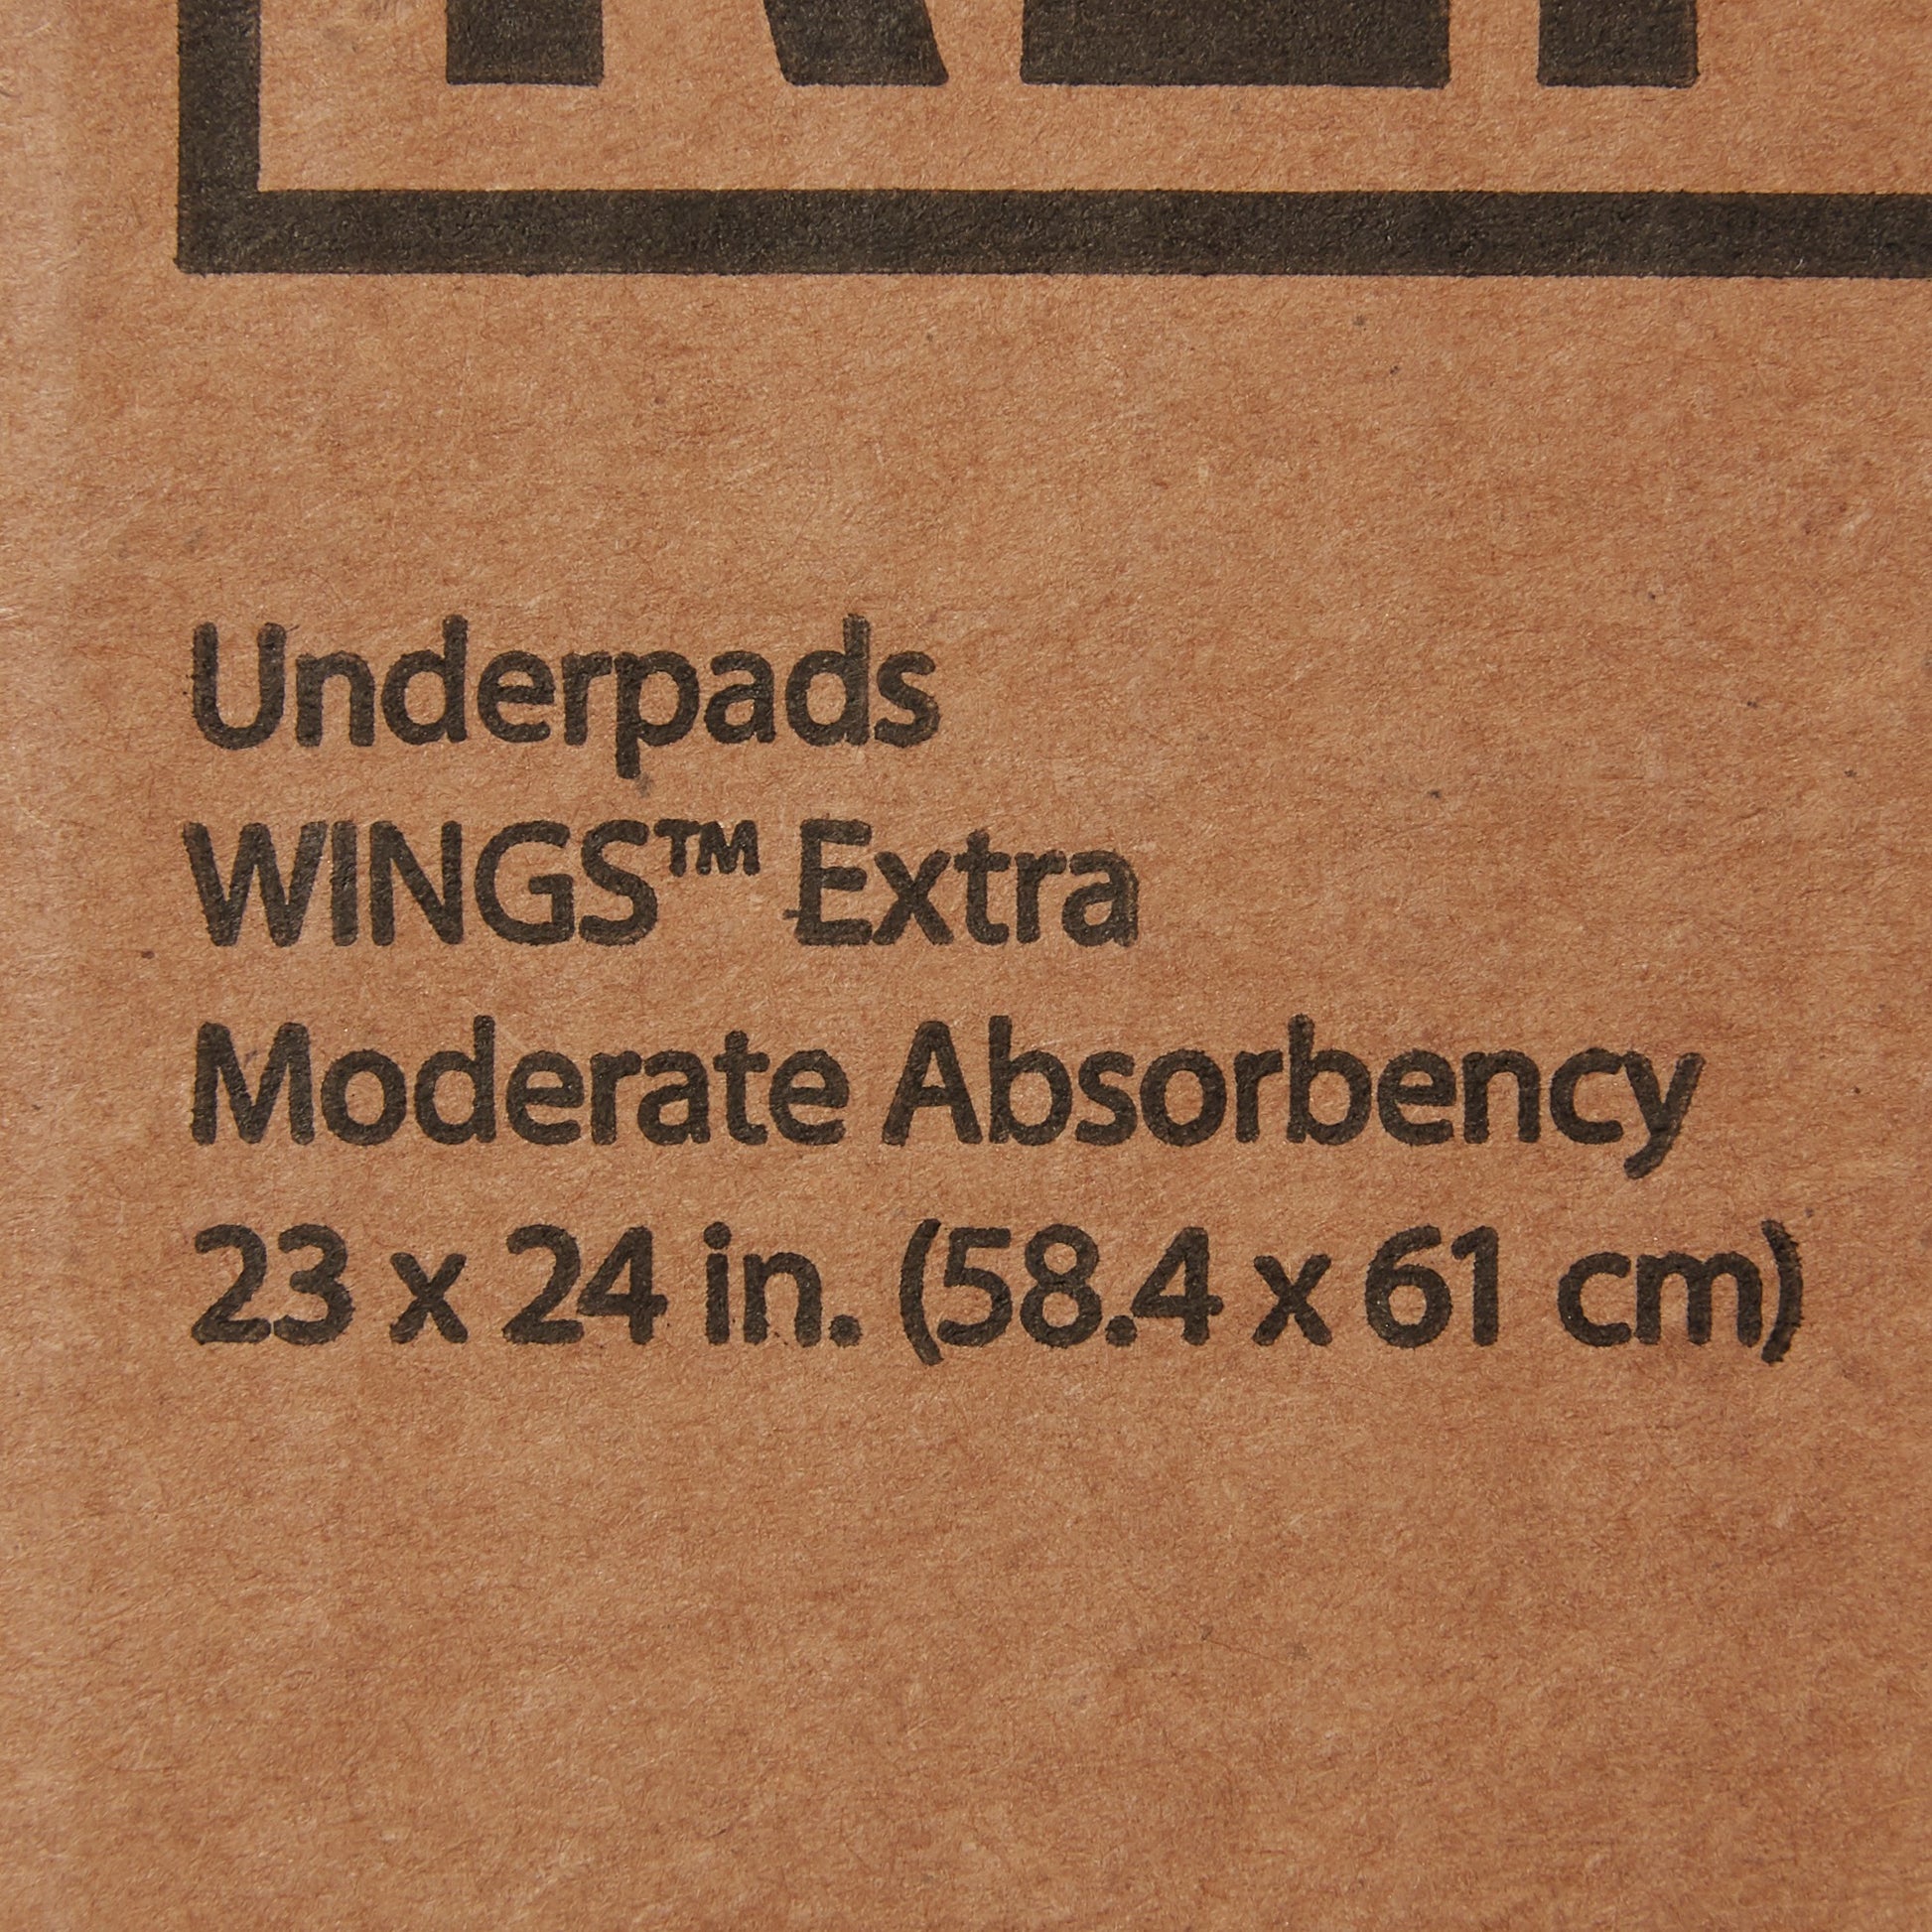 Underpads
WINGS™ Extra
Moderate Absorbency
23 x 24 in. (58.4 x 61 cm)